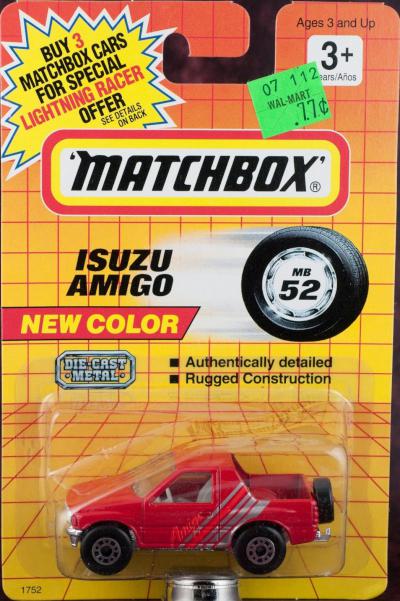 BUY 3
MATCHBOX CARS
FOR SPECIAL
LIGHTNING RACER
OFFER
SEE DETAILS
ON BACK
Ages 3 and Up
3+
ears/Años
07 112
WAL-MART
.77¢
'MATCHBOX'®
ISUZU
AMIGO
MB
52
NEW COLOR
DIE-CAST
METAL
■ Authentically detailed
■ Rugged Construction
Amigo
1752